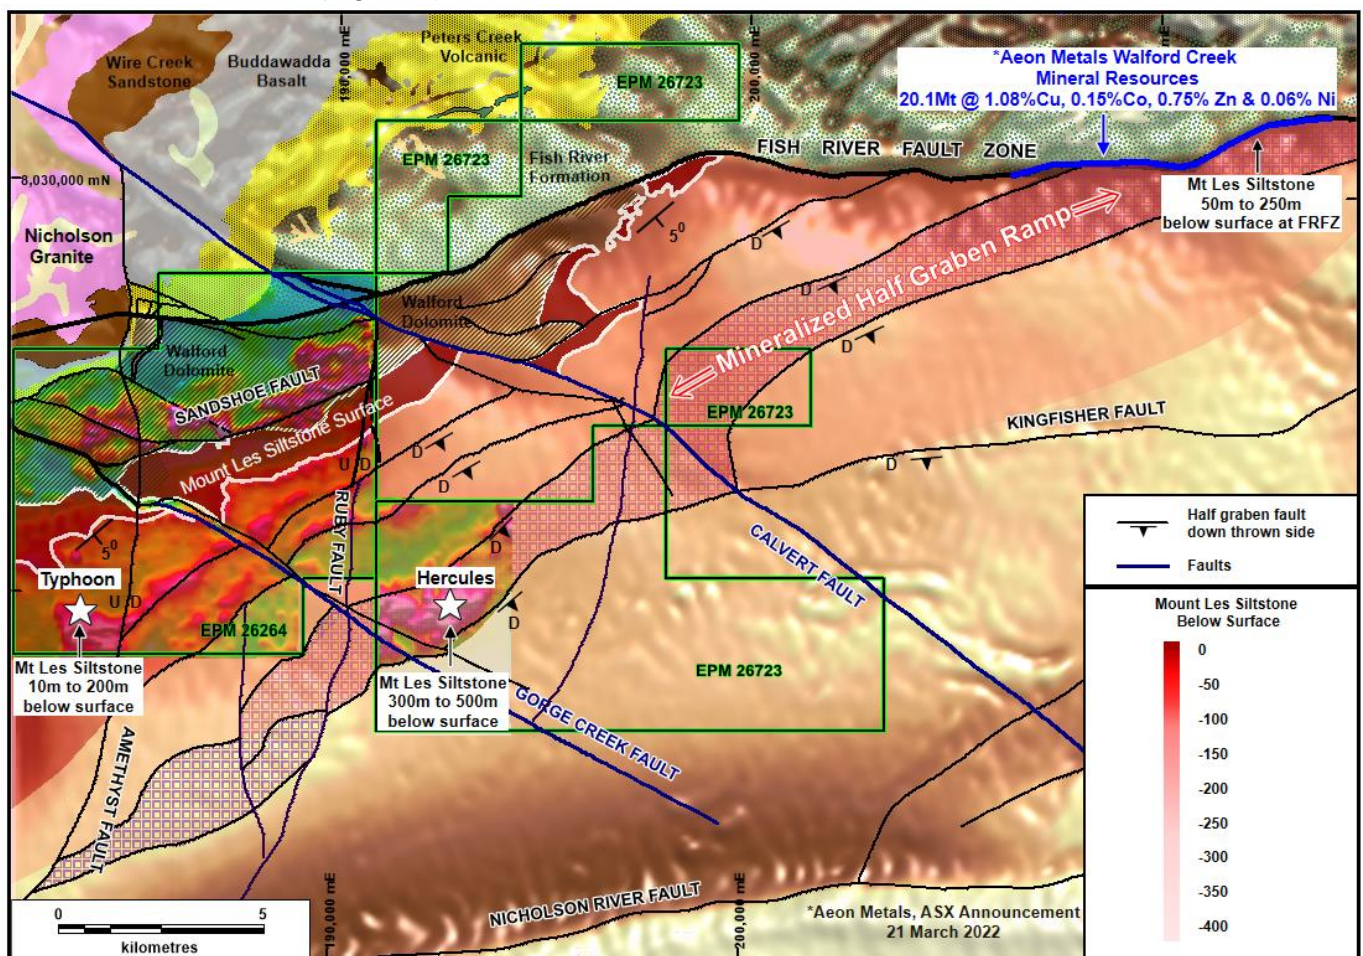 Wire Creek
Sandstone
Buddawadda
Basalt
190,000 mE
Peters Creek
Volcanic
EPM 26723
200,000 mE
*Aeon Metals Walford Creek
Mineral Resources
20.1Mt @ 1.08%Cu, 0.15%Co, 0.75% Zn & 0.06% Ni
EPM 26723
Fish River
Formation
FISH RIVER FAULT ZONE
8,030,000 mN
Mt Les Siltstone
50m to 250m
below surface at FRFZ
Nicholson
Granite
5⁰
D
Mineralized Half Graben Ramp
D
D
Walford
Dolomite
Walford
Dolomite
SANDSHOE FAULT
Mount Les Siltstone Surface
EPM 26723
KINGFISHER FAULT
D
D
D
U D
RUBY FAULT
D
CALVERT FAULT
5⁰
Typhoon
U D
Hercules
D
EPM 26264
Mt Les Siltstone
10m to 200m
below surface
Mt Les Siltstone
300m to 500m
below surface
EPM 26723
GORGE CREEK FAULT
AMETHYST FAULT
NICHOLSON RIVER FAULT
190,000 mE
200,000 mE
*Aeon Metals, ASX Announcement
21 March 2022
0 5
kilometres
Half graben fault
down thrown side
Faults
Mount Les Siltstone
Below Surface
0
-50
-100
-150
-200
-250
-300
-350
-400